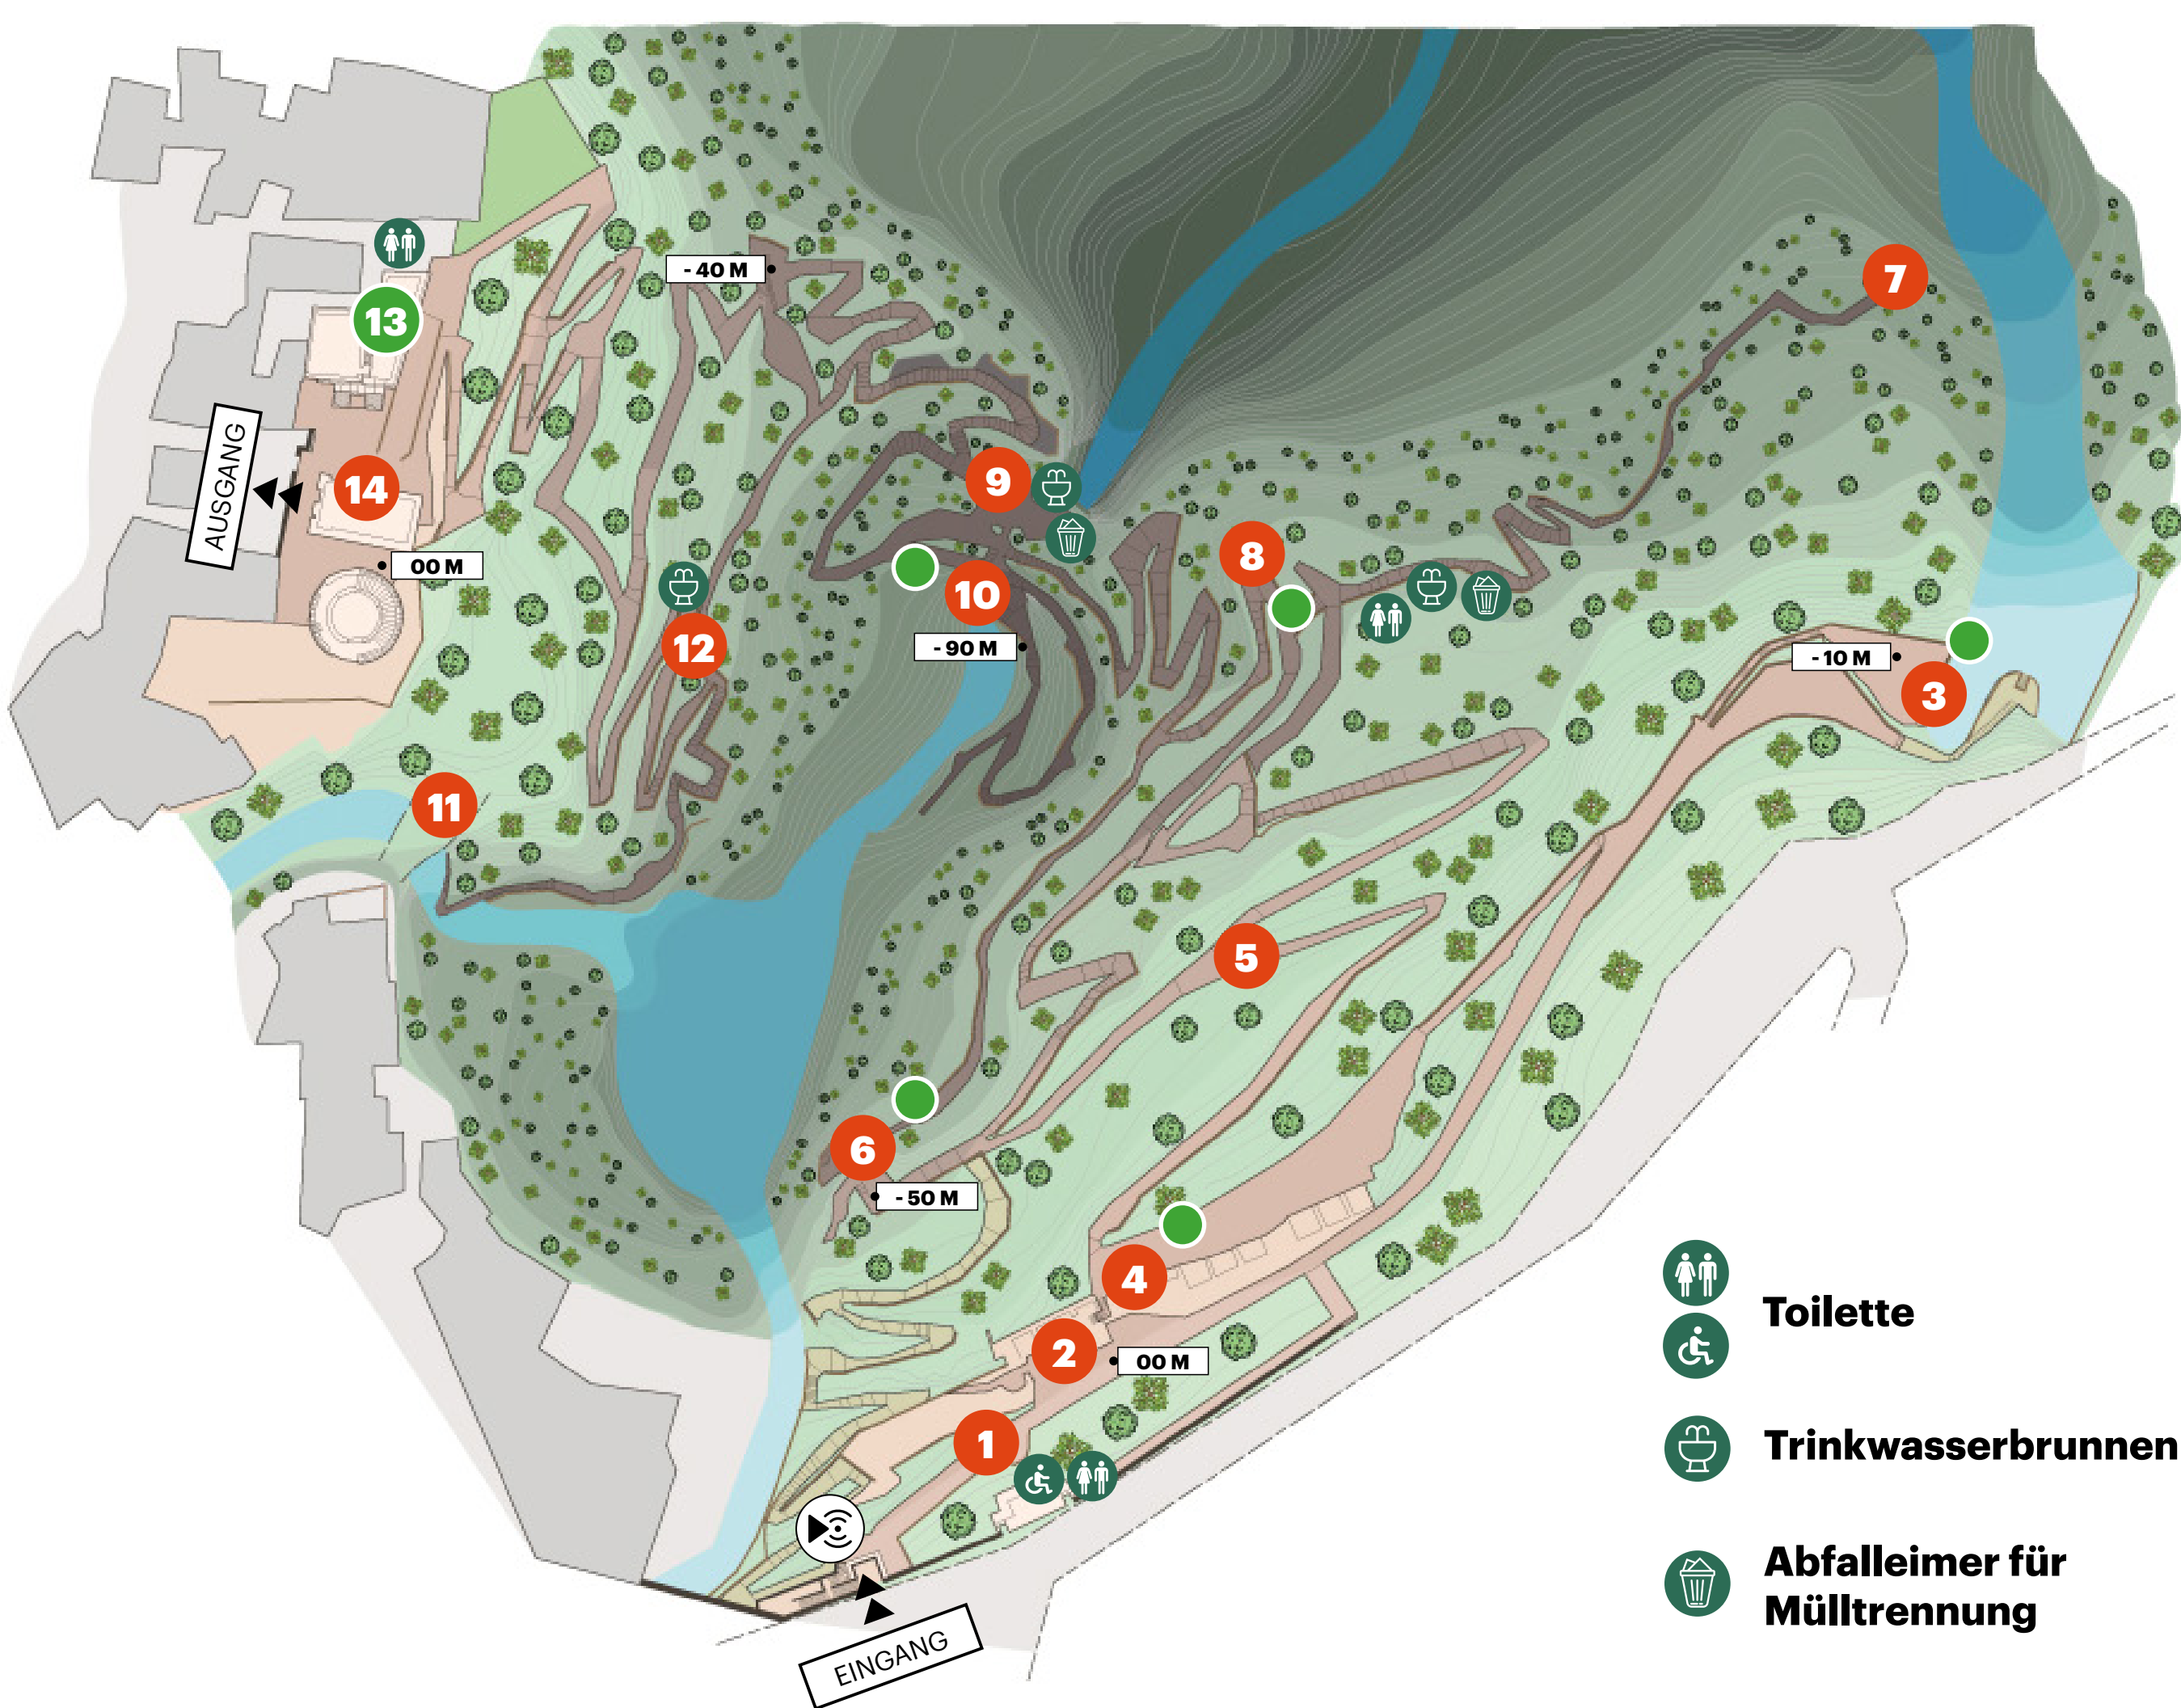 - 40 M
7
13
AUSGANG
14
9
8
00 M
10
12
- 90 M
- 10 M
3
11
5
6
- 50 M
4
2
00 M
1
EINGANG
Toilette
Trinkwasserbrunnen
Abfalleimer für
Mülltrennung